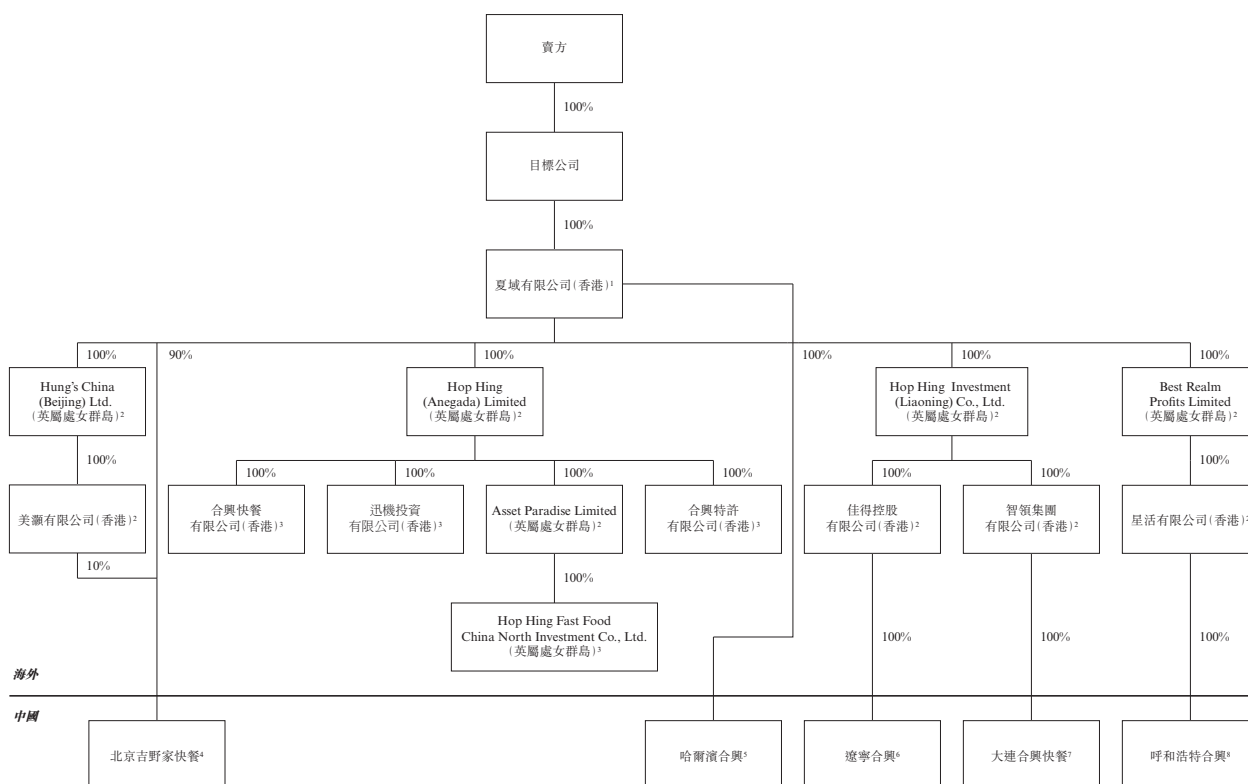 賣方
100%
目標公司
100%
夏域有限公司(香港)¹
100%
90%
100%
100%
100%
100%
Hung's China
(Beijing) Ltd.
(英屬處女群島)²
Hop Hing
(Anegada) Limited
(英屬處女群島)²
Hop Hing Investment
(Liaoning) Co., Ltd.
(英屬處女群島)²
Best Realm
Profits Limited
(英屬處女群島)²
100%
100%
100%
100%
100%
100%
100%
100%
美灝有限公司(香港)²
合興快餐
有限公司(香港)³
迅機投資
有限公司(香港)³
Asset Paradise Limited
(英屬處女群島)²
合興特許
有限公司(香港)³
佳得控股
有限公司(香港)²
智領集團
有限公司(香港)²
星活有限公司(香港)
10%
100%
Hop Hing Fast Food
China North Investment Co., Ltd.
(英屬處女群島)³
100%
100%
100%
海外
中國
北京吉野家快餐⁴
哈爾濱合興⁵
遼寧合興⁶
大連合興快餐⁷
呼和浩特合興⁸